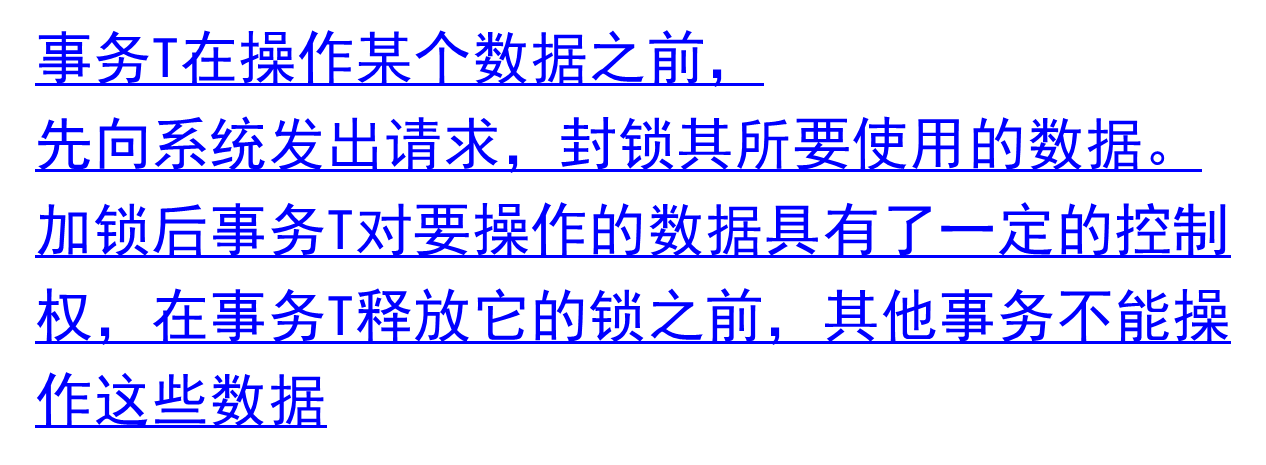 事务T在操作某个数据之前，
先向系统发出请求，封锁其所要使用的数据。
加锁后事务T对要操作的数据具有了一定的控制
权，在事务T释放它的锁之前，其他事务不能操
作这些数据